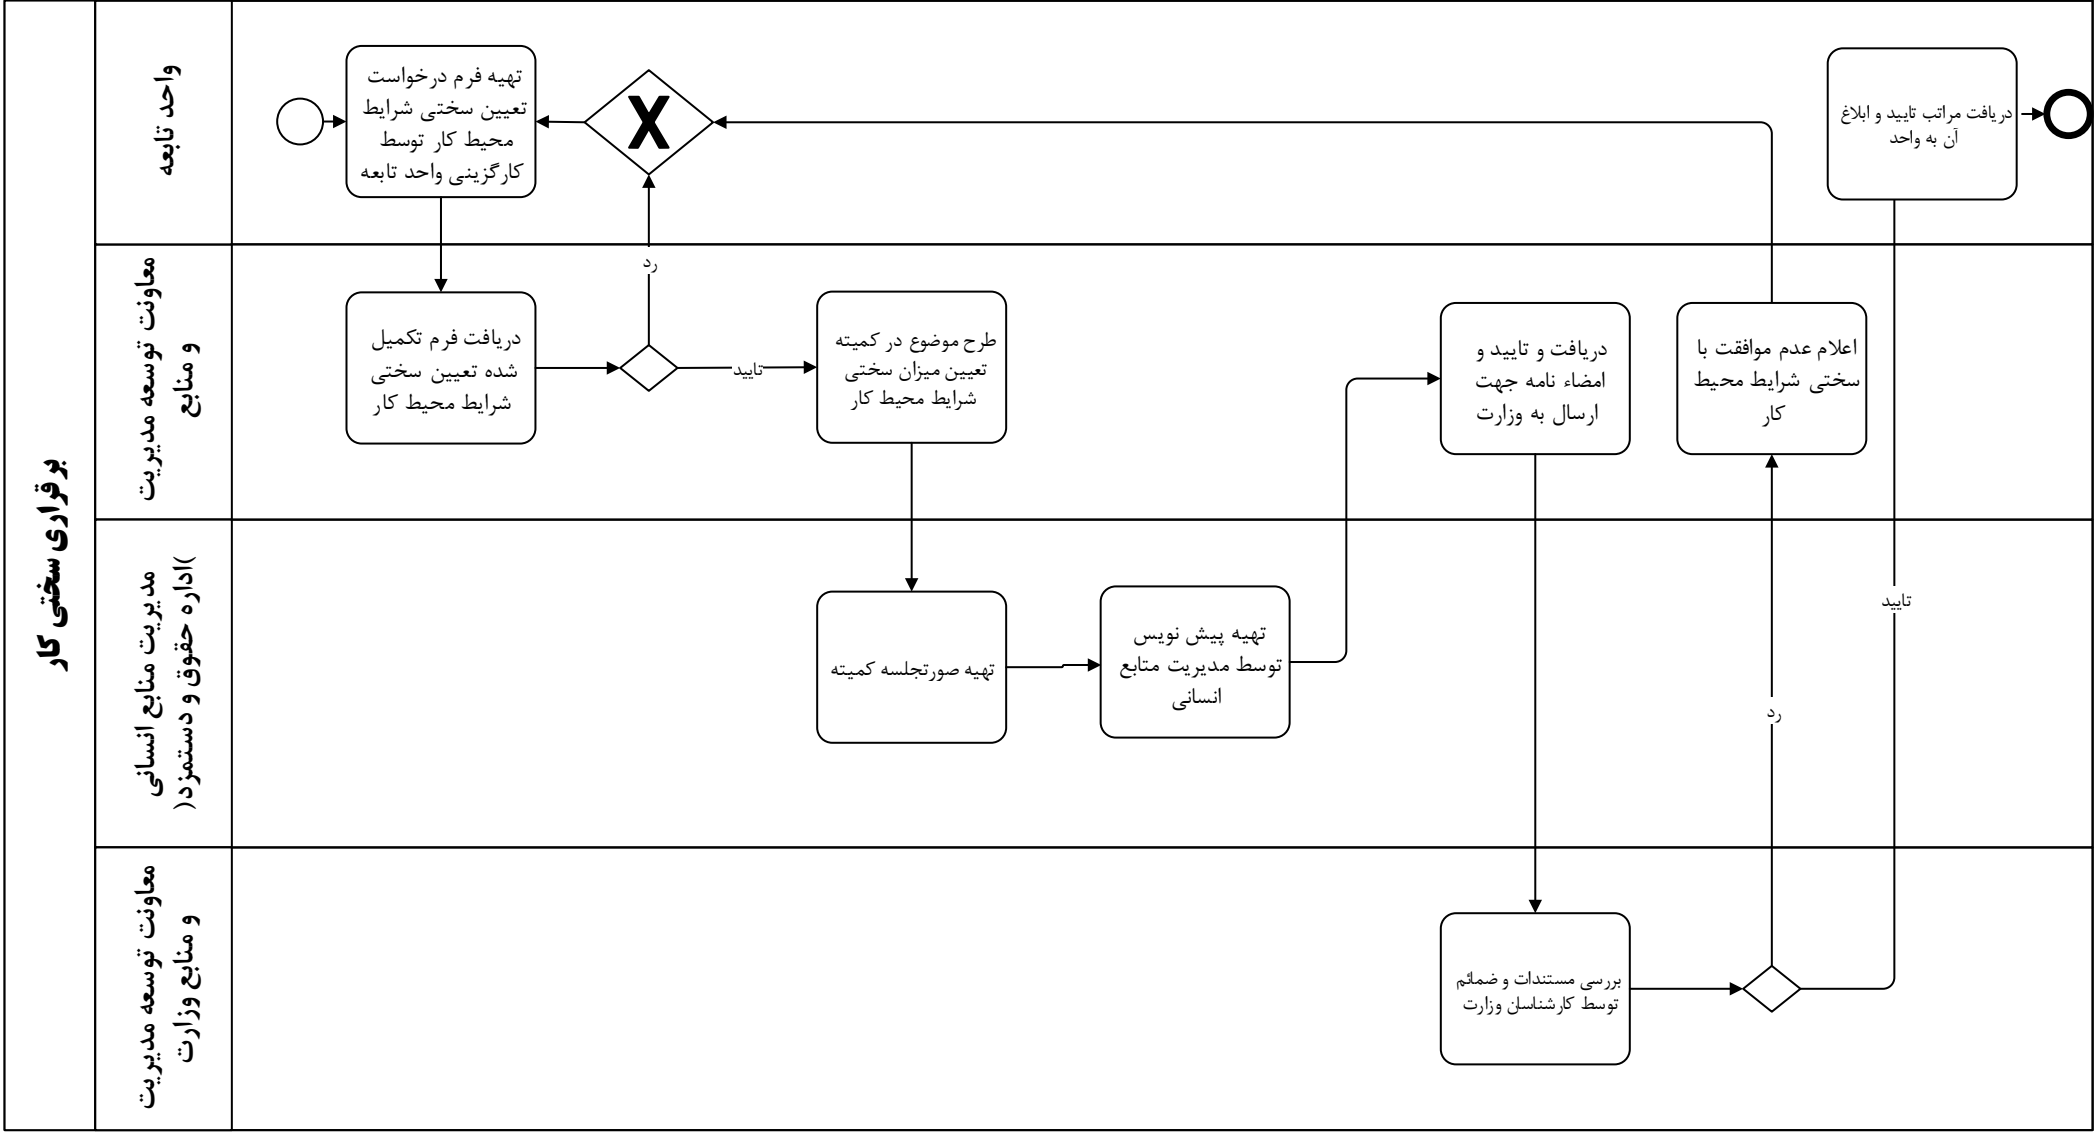 برقراری سختی کار
واحد تابعه
تهیه فرم درخواست
تعیین سختی شرایط
محیط کار توسط
کارگزینی واحد تابعه
X
دریافت مراتب تایید و ابلاغ
آن به واحد
معاونت توسعه مدیریت
و منابع
دریافت فرم تکمیل
شده تعیین سختی
شرایط محیط کار
رد
تایید
طرح موضوع در کمیته
تعیین میزان سختی
شرایط محیط کار
دریافت و تایید و
امضاء نامه جهت
ارسال به وزارت
اعلام عدم موافقت با
سختی شرایط محیط
کار
مدیریت منابع انسانی
)اداره حقوق و دستمزد(
تهیه صورتجلسه کمیته
تهیه پیش نویس
توسط مدیریت متابع
انسانی
تایید
رد
معاونت توسعه مدیریت
و منابع وزارت
بررسی مستندات و ضمائم
توسط کارشناسان وزارت